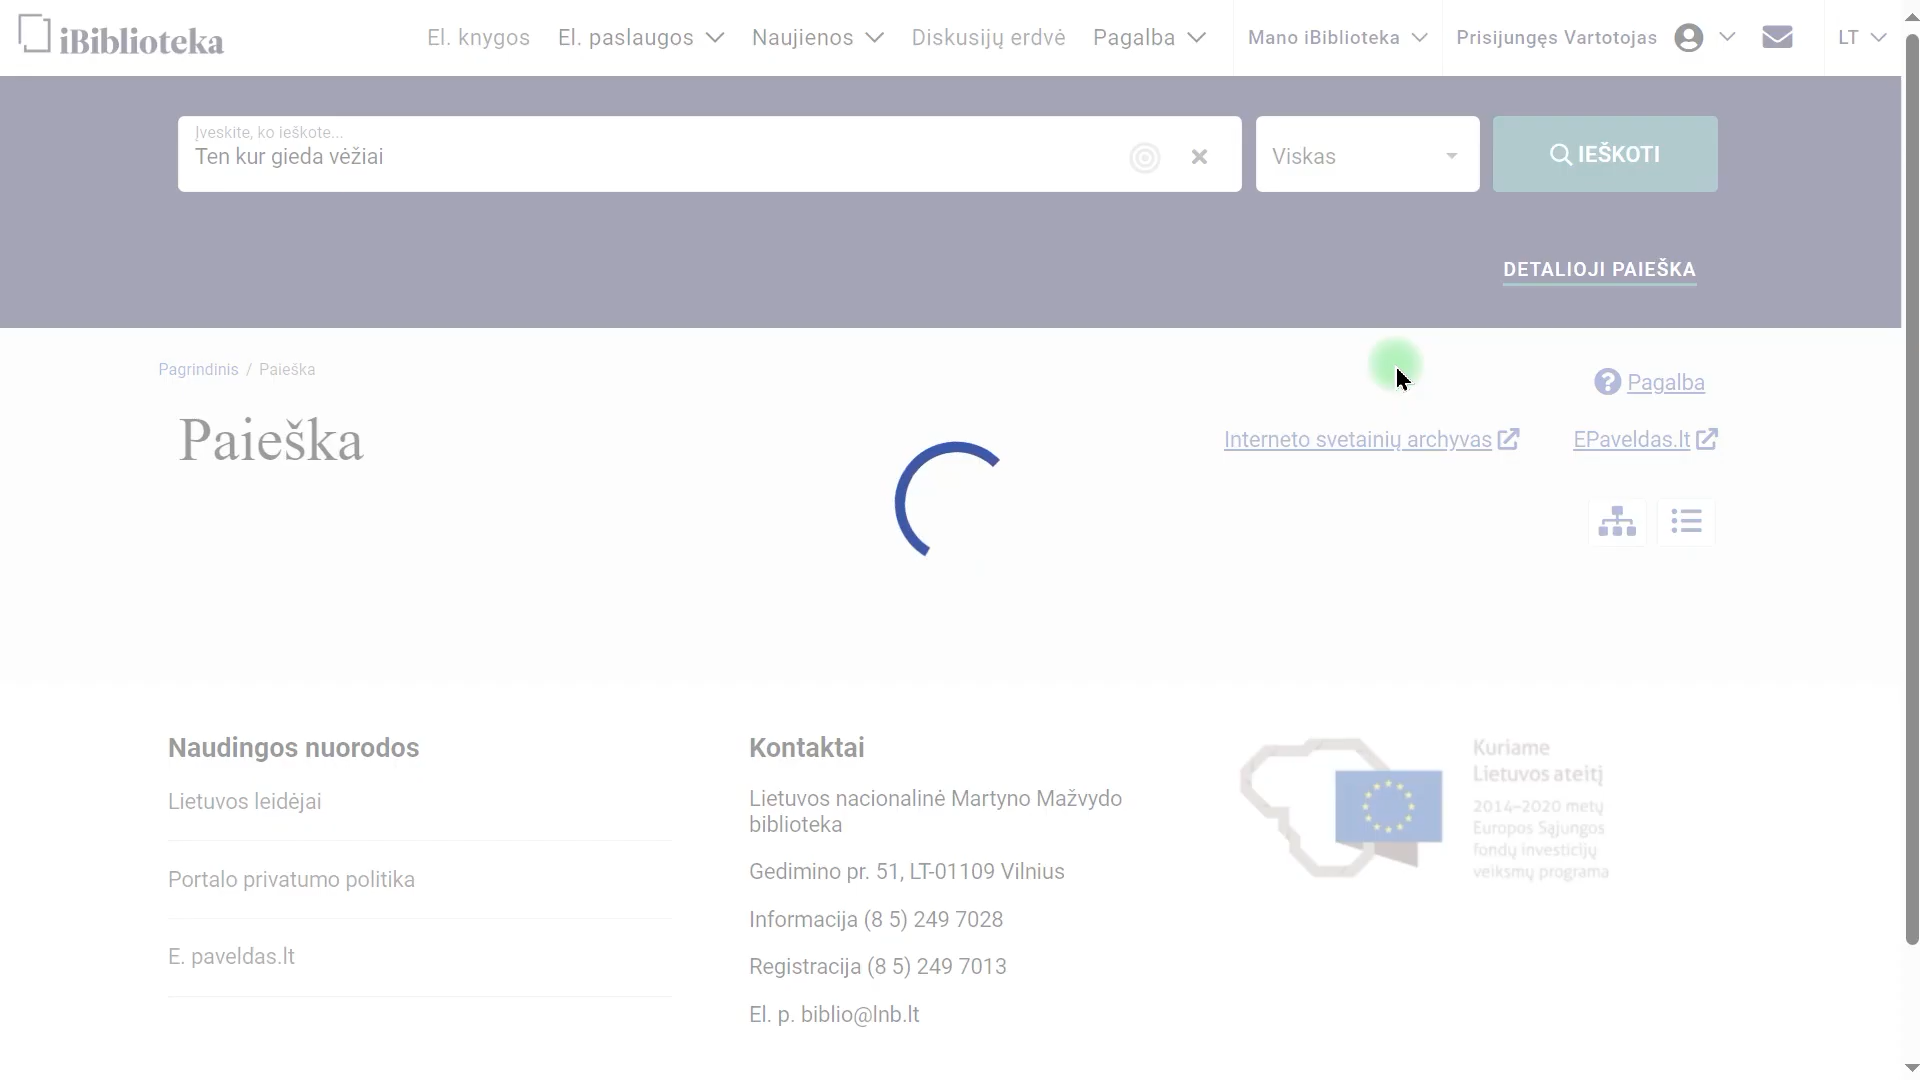 iBiblioteka
El. knygos
El. paslaugos
Naujienos
Diskusijų erdvė
Pagalba
Mano iBiblioteka
Prisijungęs Vartotojas
LT
Įveskite, ko ieškote...
Ten kur gieda vėžiai
Viskas
IEŠKOTI
DETALIOJI PAIEŠKA
Pagrindinis / Paieška
Pagalba
Paieška
Interneto svetainių archyvas
EPaveldas.lt
Naudingos nuorodos
Lietuvos leidėjai
Portalo privatumo politika
E. paveldas.lt
Kontaktai
Lietuvos nacionalinė Martyno Mažvydo
biblioteka
Gedimino pr. 51, LT-01109 Vilnius
Informacija (8 5) 249 7028
Registracija (8 5) 249 7013
El. p. biblio@lnb.lt
Kuriame
Lietuvos ateitį
2014–2020 metų
Europos Sąjungos
fondų investicijų
veiksmų programa